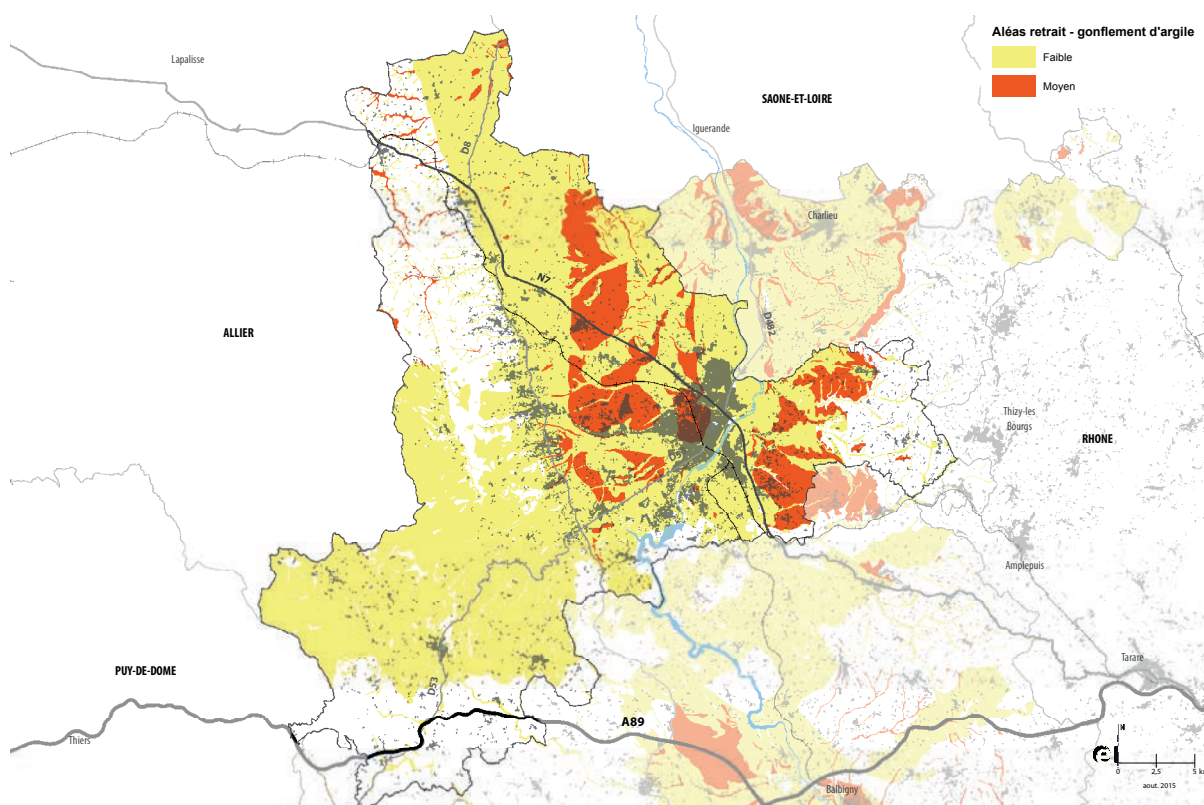 Aléas retrait - gonflement d'argile
Faible
Moyen
Lapalisse
SAONE-ET-LOIRE
Iguerande
D8
Charlieu
N7
D482
ALLIER
Thizy-les
Bourgs
RHONE
Amplepuis
PUY-DE-DOME
Tarare
D53
A89
Thiers
Balbigny
0
2,5
5 k
aout. 2015